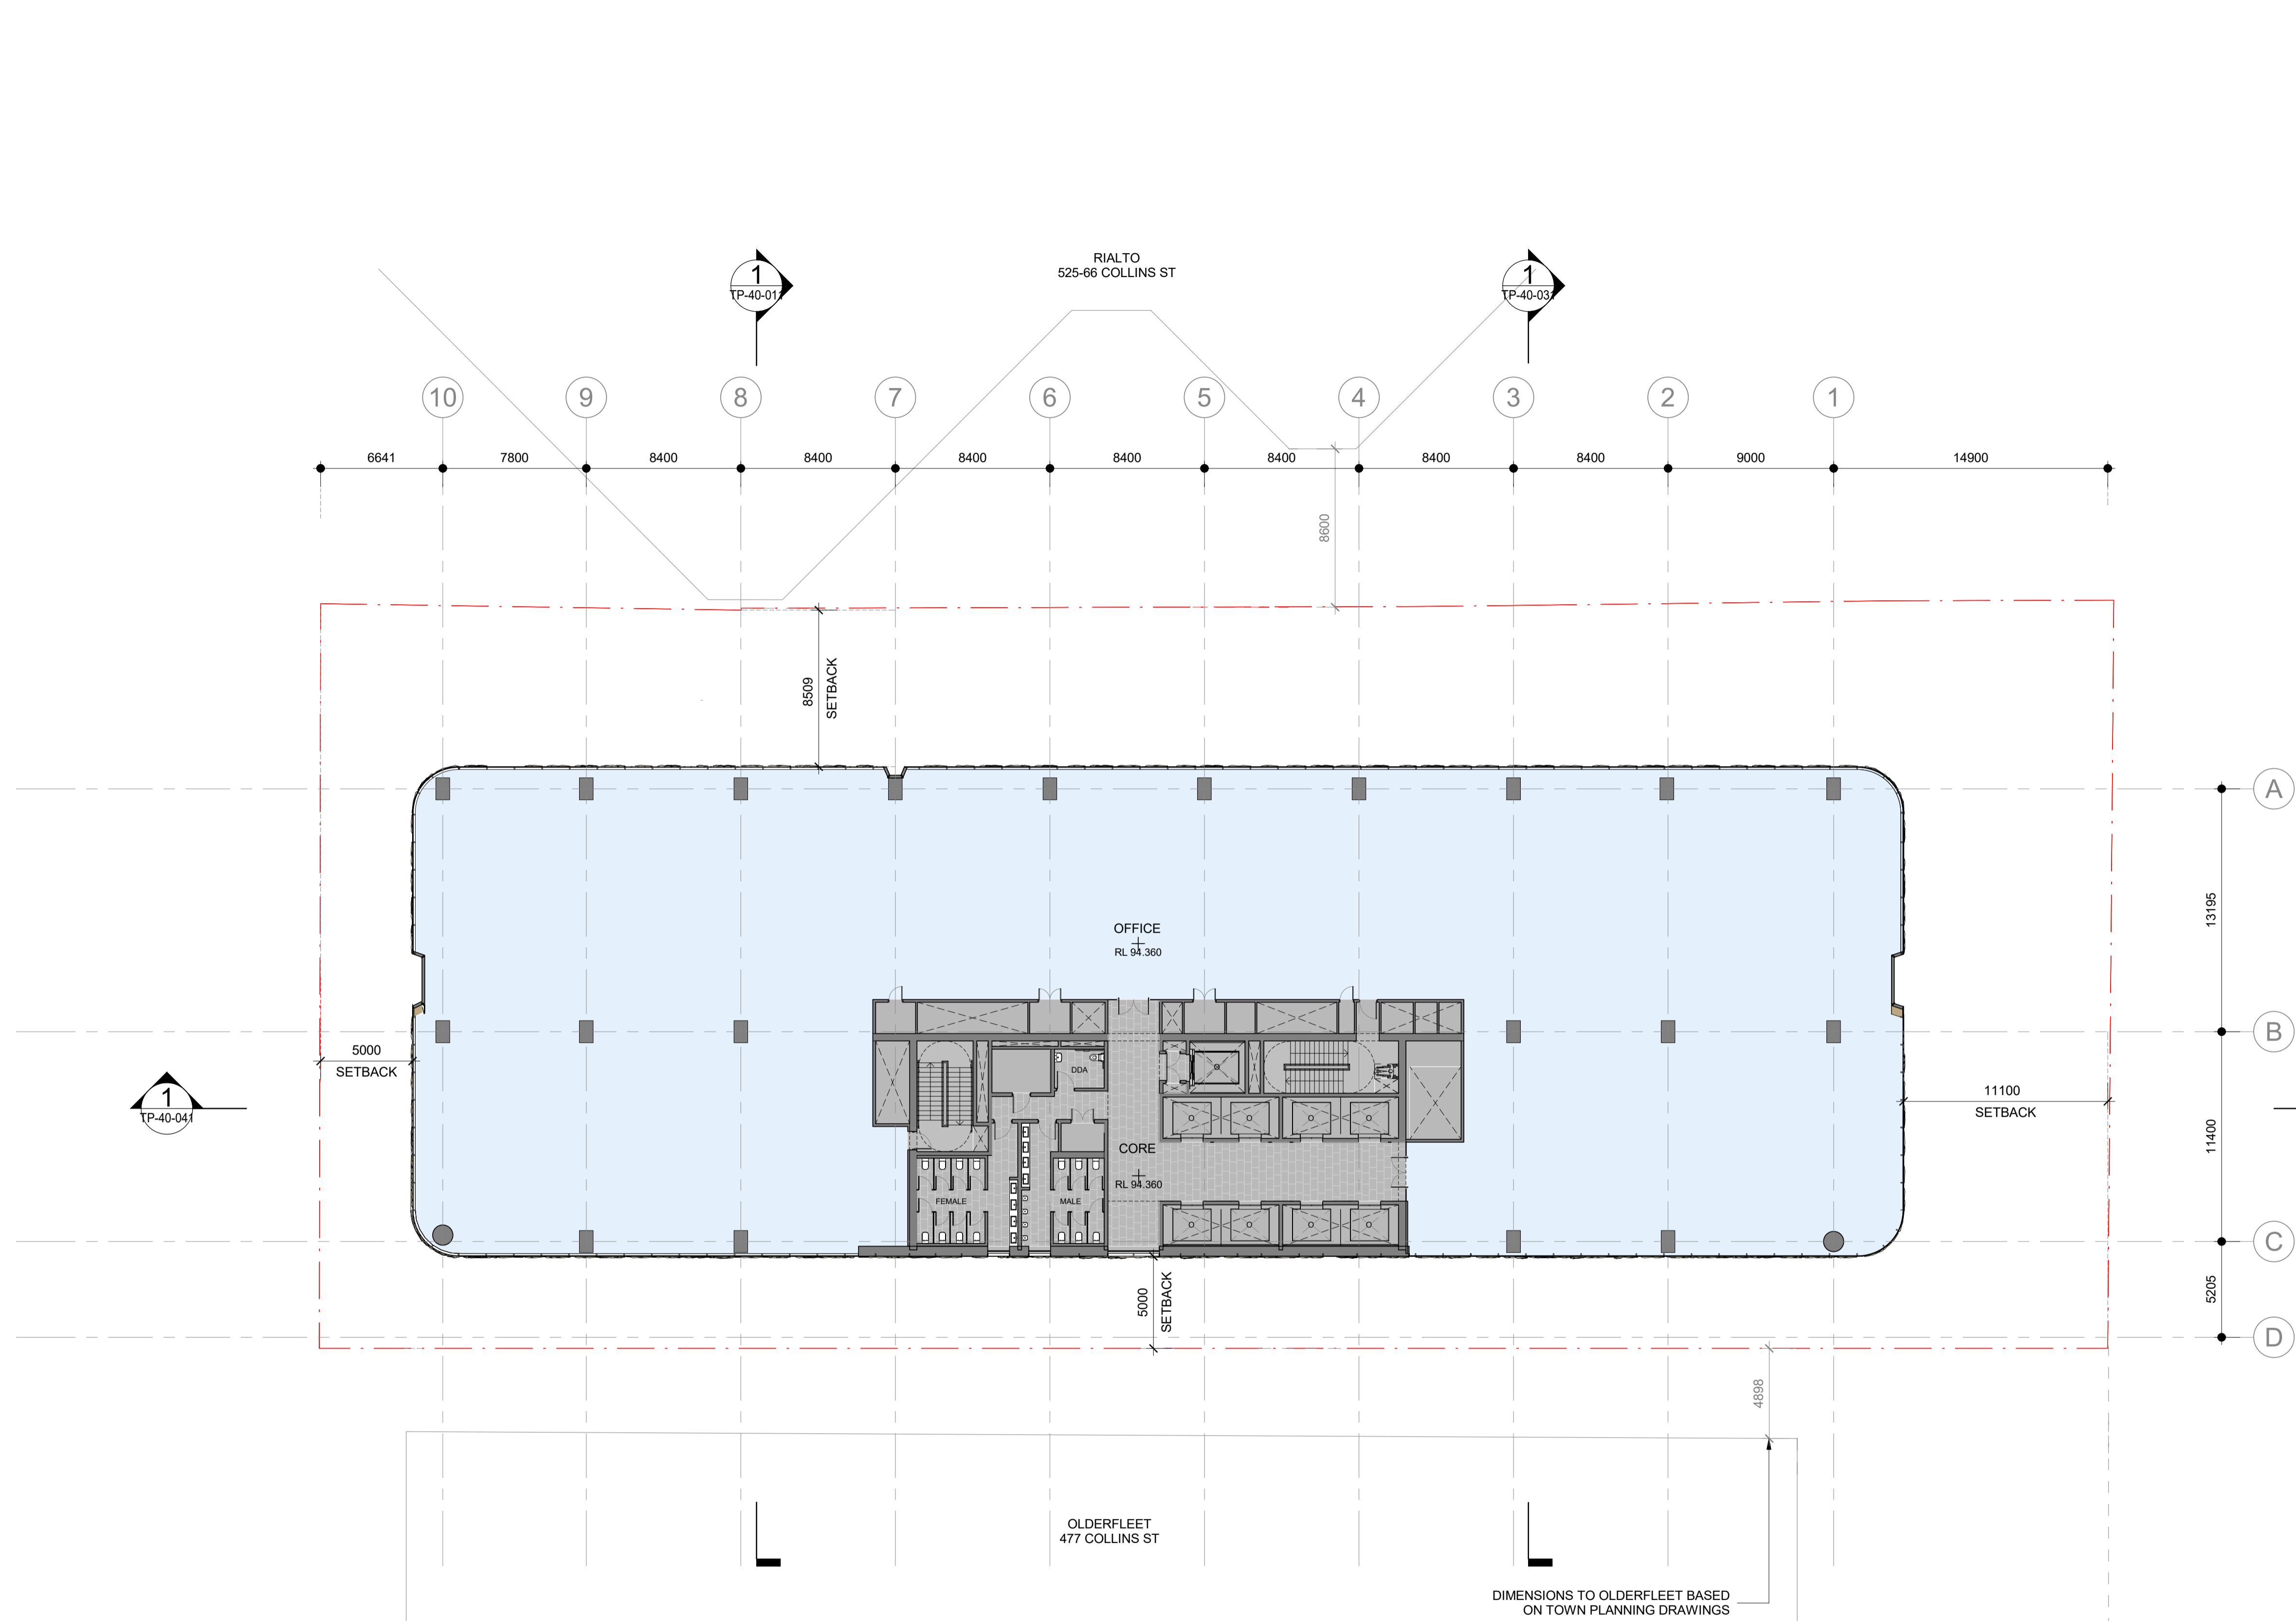 RIALTO
525-66 COLLINS ST
1
TP-40-011
1
TP-40-031
10
9
8
7
6
5
4
3
2
1
6641
7800
8400
8400
8400
8400
8400
8400
8400
9000
14900
8600
8509
SETBACK
A
13195
OFFICE
RL 94.360
B
5000
SETBACK
1
TP-40-041
DDA
11100
SETBACK
11400
CORE
RL 94.360
FEMALE
MALE
C
5000
SETBACK
5205
D
4898
OLDERFLEET
477 COLLINS ST
DIMENSIONS TO OLDERFLEET BASED
ON TOWN PLANNING DRAWINGS